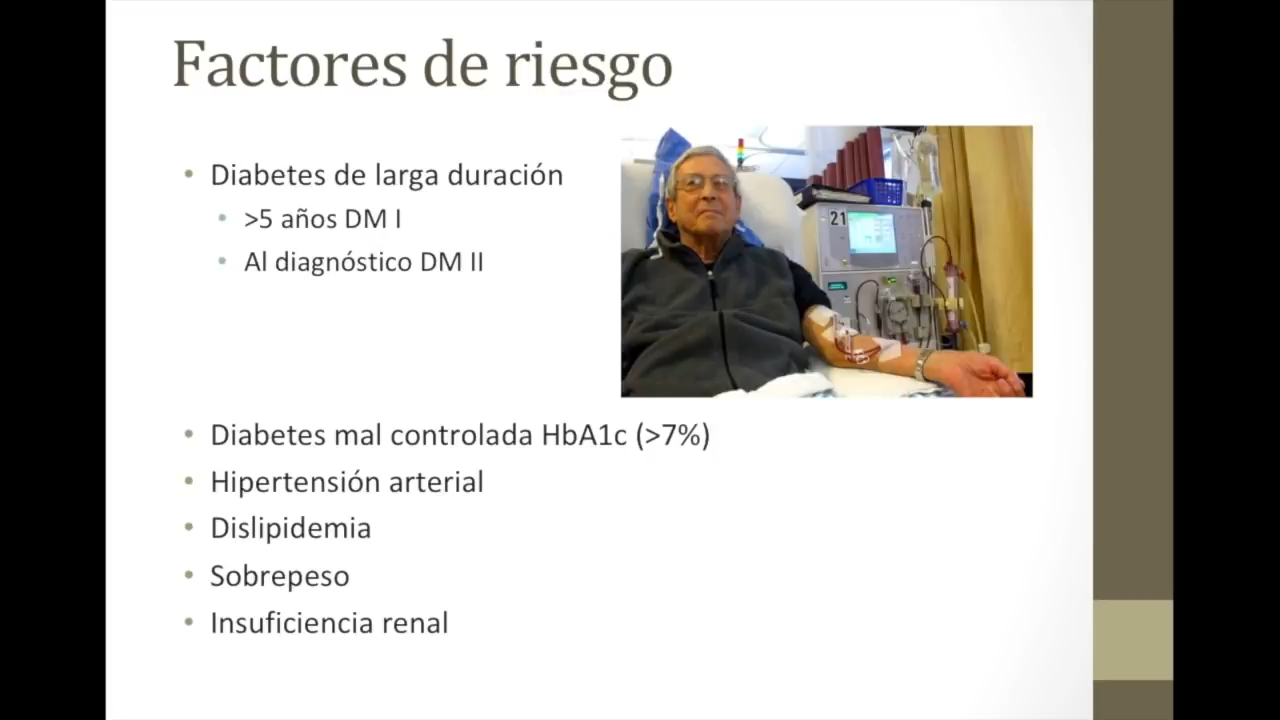 Factores de riesgo
• Diabetes de larga duración
• >5 años DM I
• Al diagnóstico DM II
21
• Diabetes mal controlada HbA1c (>7%)
• Hipertensión arterial
• Dislipidemia
• Sobrepeso
• Insuficiencia renal